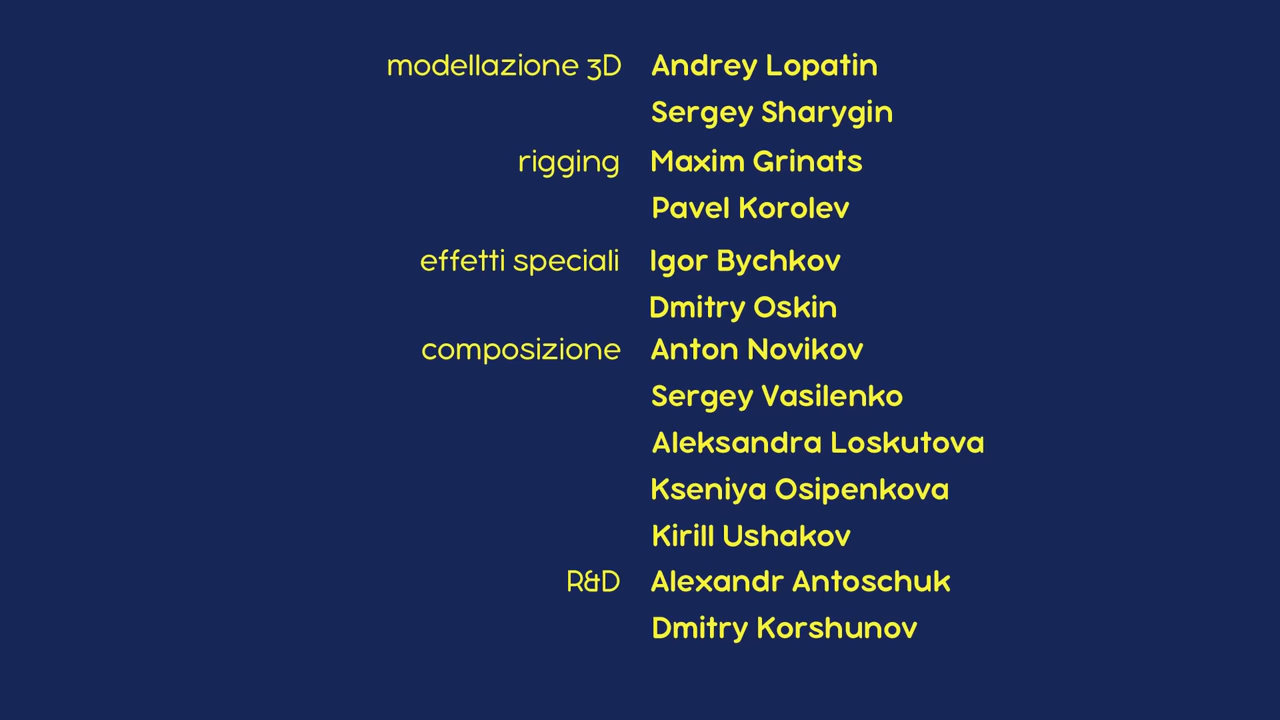 modellazione 3D Andrey Lopatin
Sergey Sharygin
rigging Maxim Grinats
Pavel Korolev
effetti speciali Igor Bychkov
Dmitry Oskin
composizione Anton Novikov
Sergey Vasilenko
Aleksandra Loskutova
Kseniya Osipenkova
Kirill Ushakov
R&D Alexandr Antoschuk
Dmitry Korshunov